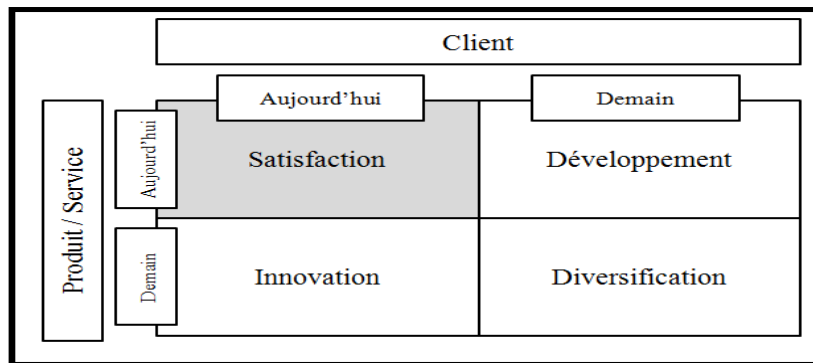 Client
Aujourd'hui
Demain
Produit / Service
Aujourd'hui
Satisfaction
Développement
Demain
Innovation
Diversification